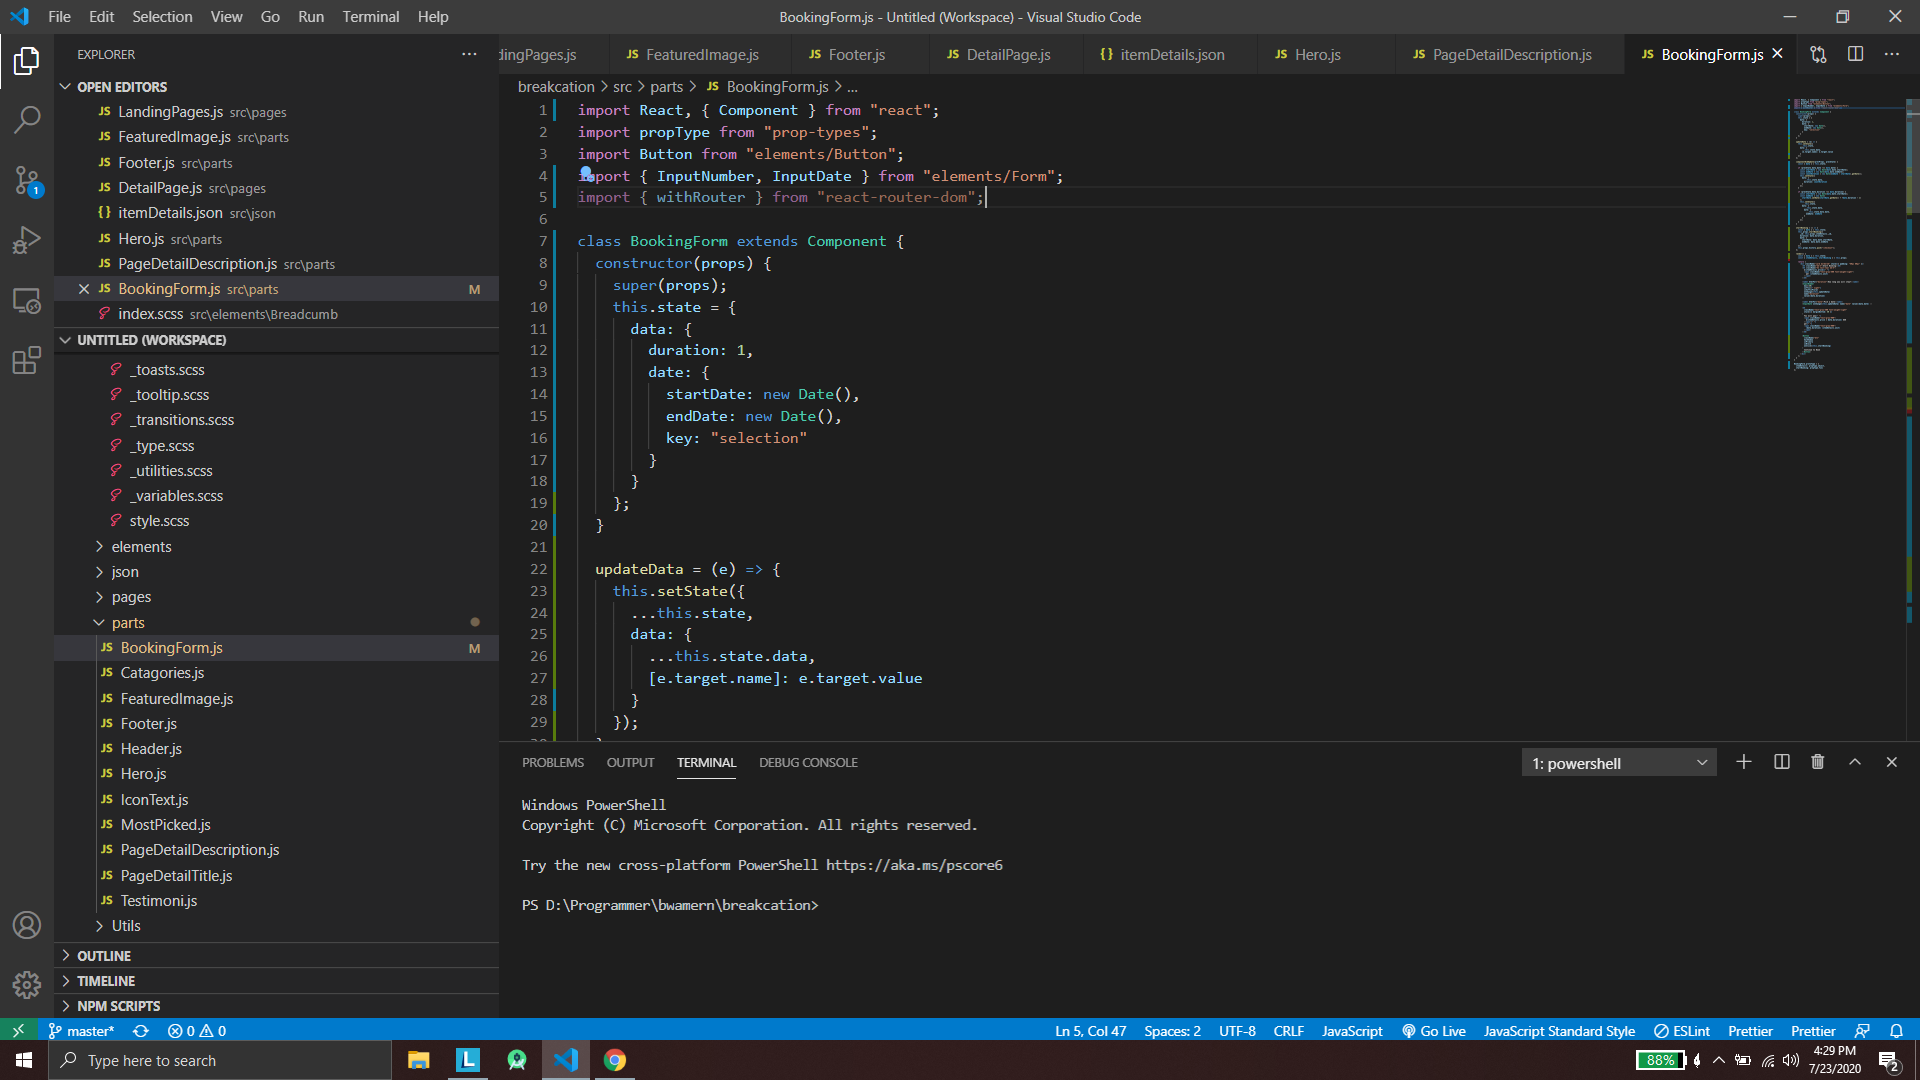 File Edit Selection View Go Run Terminal Help
BookingForm.js - Untitled (Workspace) - Visual Studio Code
EXPLORER
OPEN EDITORS
JS LandingPages.js src\pages
JS FeaturedImage.js src\parts
JS Footer.js src\parts
JS DetailPage.js src\pages
{} itemDetails.json src\json
JS Hero.js src\parts
JS PageDetailDescription.js src\parts
JS BookingForm.js src\parts M
index.scss src\elements\Breadcumb
UNTITLED (WORKSPACE)
_toasts.scss
_tooltip.scss
_transitions.scss
_type.scss
_utilities.scss
_variables.scss
style.scss
elements
json
pages
parts
JS BookingForm.js M
JS Catagories.js
JS FeaturedImage.js
JS Footer.js
JS Header.js
JS Hero.js
JS IconText.js
JS MostPicked.js
JS PageDetailDescription.js
JS PageDetailTitle.js
JS Testimoni.js
Utils
OUTLINE
TIMELINE
NPM SCRIPTS
1
ndingPages.js JS FeaturedImage.js JS Footer.js JS DetailPage.js {} itemDetails.json JS Hero.js JS PageDetailDescription.js JS BookingForm.js
breakcation > src > parts > JS BookingForm.js > ...
1 import React, { Component } from "react";
2 import propType from "prop-types";
3 import Button from "elements/Button";
4 import { InputNumber, InputDate } from "elements/Form";
5 import { withRouter } from "react-router-dom";
6
7 class BookingForm extends Component {
8 constructor(props) {
9 super(props);
10 this.state = {
11 data: {
12 duration: 1,
13 date: {
14 startDate: new Date(),
15 endDate: new Date(),
16 key: "selection"
17 }
18 }
19 };
20 }
21
22 updateData = (e) => {
23 this.setState({
24 ...this.state,
25 data: {
26 ...this.state.data,
27 [e.target.name]: e.target.value
28 }
29 });
PROBLEMS OUTPUT TERMINAL DEBUG CONSOLE
1: powershell
Windows PowerShell
Copyright (C) Microsoft Corporation. All rights reserved.
Try the new cross-platform PowerShell https://aka.ms/pscore6
PS D:\Programmer\bwamern\breakcation>
master* 0 0
Ln 5, Col 47 Spaces: 2 UTF-8 CRLF JavaScript Go Live JavaScript Standard Style ESLint Prettier Prettier
Type here to search
L
88%
4:29 PM
7/23/2020
2